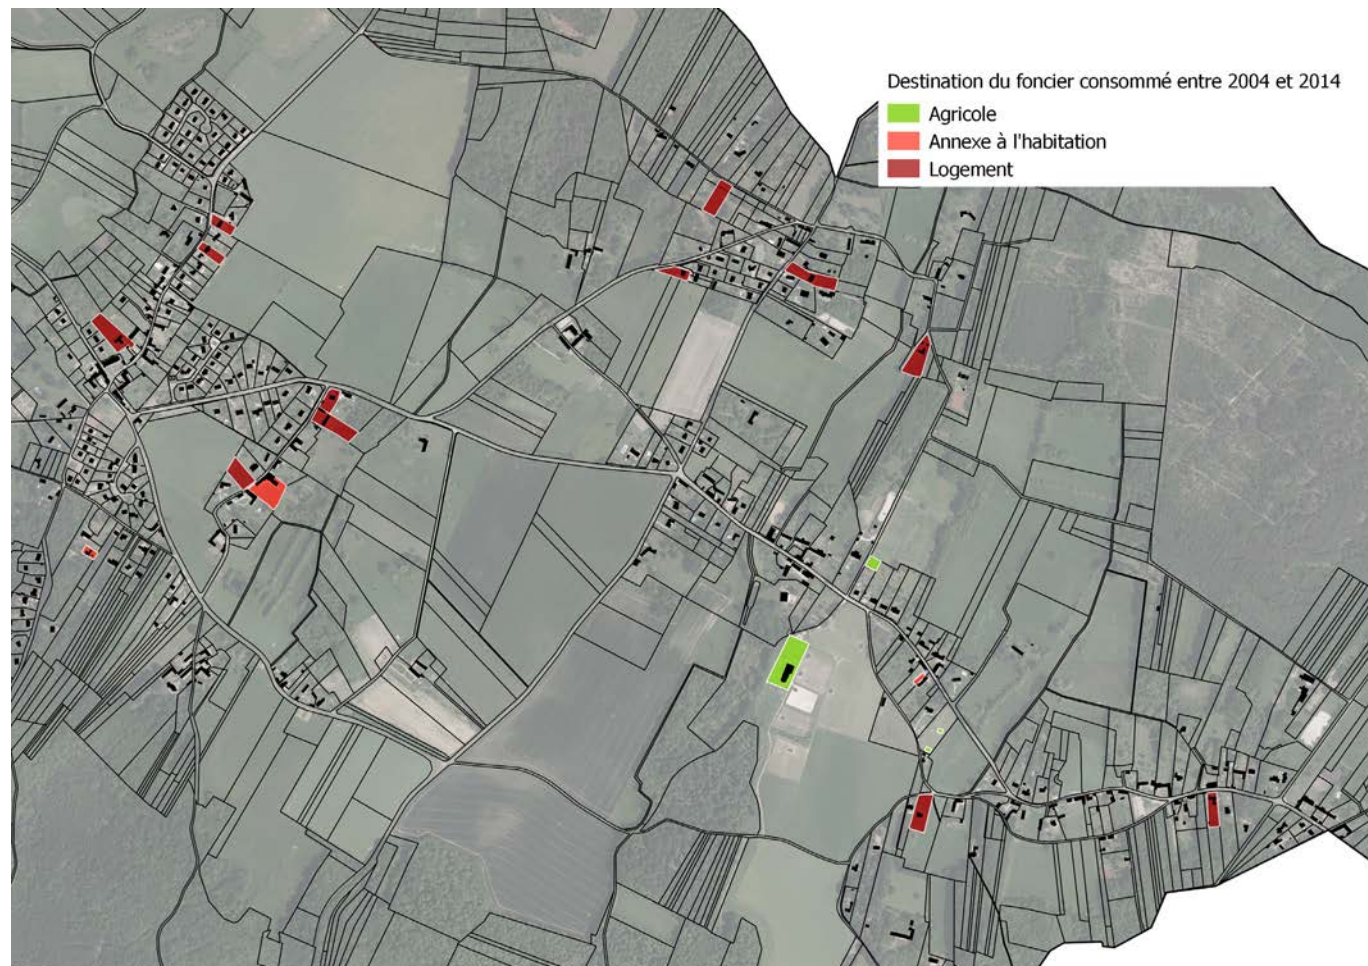 Destination du foncier consommé entre 2004 et 2014
Agricole
Annexe à l'habitation
Logement